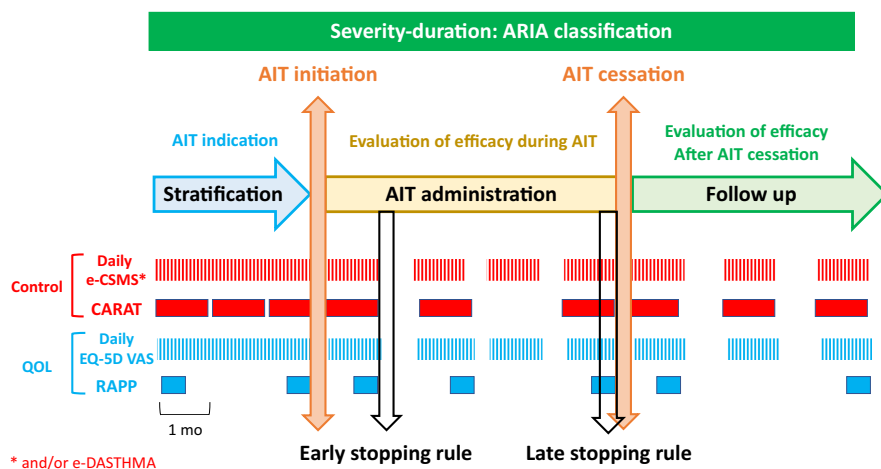 Severity-duration: ARIA classification
AIT initiation
AIT cessation
AIT indication
Evaluation of efficacy during AIT
Evaluation of efficacy
After AIT cessation
Stratification
AIT administration
Follow up
Control
Daily
e-CSMS*
CARAT
QOL
Daily
EQ-5D VAS
RAPP
1 mo
Early stopping rule
Late stopping rule
* and/or e-DASTHMA